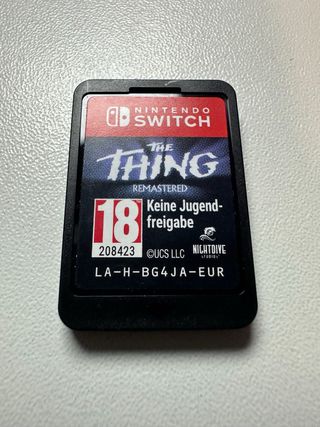 NINTENDO
SWITCH
THE
THING
REMASTERED
18
208423
Keine Jugend-
freigabe
©UCS LLC
NIGHTDIVE
STUDIOS
LA-H-BG4JA-EUR